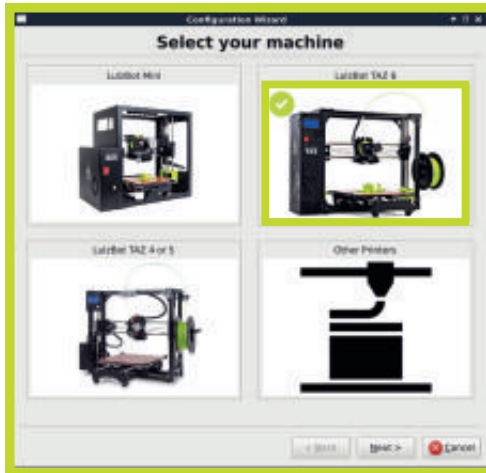 Configuration Wizard
Select your machine
LulzBot Mini
LulzBot TAZ 6
LulzBot TAZ 4 or 5
Other Printers
< Back
Next >
Cancel